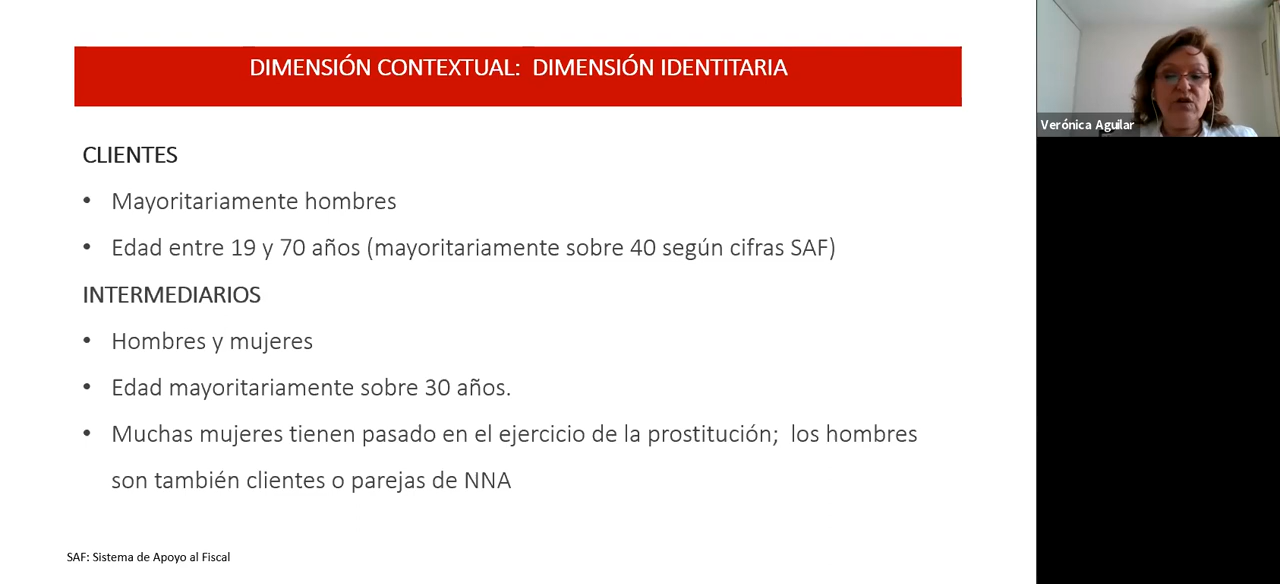 DIMENSIÓN CONTEXTUAL: DIMENSIÓN IDENTITARIA
CLIENTES
• Mayoritariamente hombres
• Edad entre 19 y 70 años (mayoritariamente sobre 40 según cifras SAF)
INTERMEDIARIOS
• Hombres y mujeres
• Edad mayoritariamente sobre 30 años.
• Muchas mujeres tienen pasado en el ejercicio de la prostitución; los hombres
son también clientes o parejas de NNA
SAF: Sistema de Apoyo al Fiscal
Verónica Aguilar